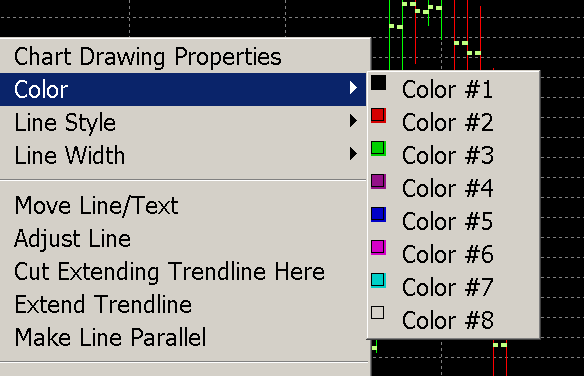 Chart Drawing Properties
Color
Line Style
Line Width
Move Line/Text
Adjust Line
Cut Extending Trendline Here
Extend Trendline
Make Line Parallel
Color #1
Color #2
Color #3
Color #4
Color #5
Color #6
Color #7
Color #8